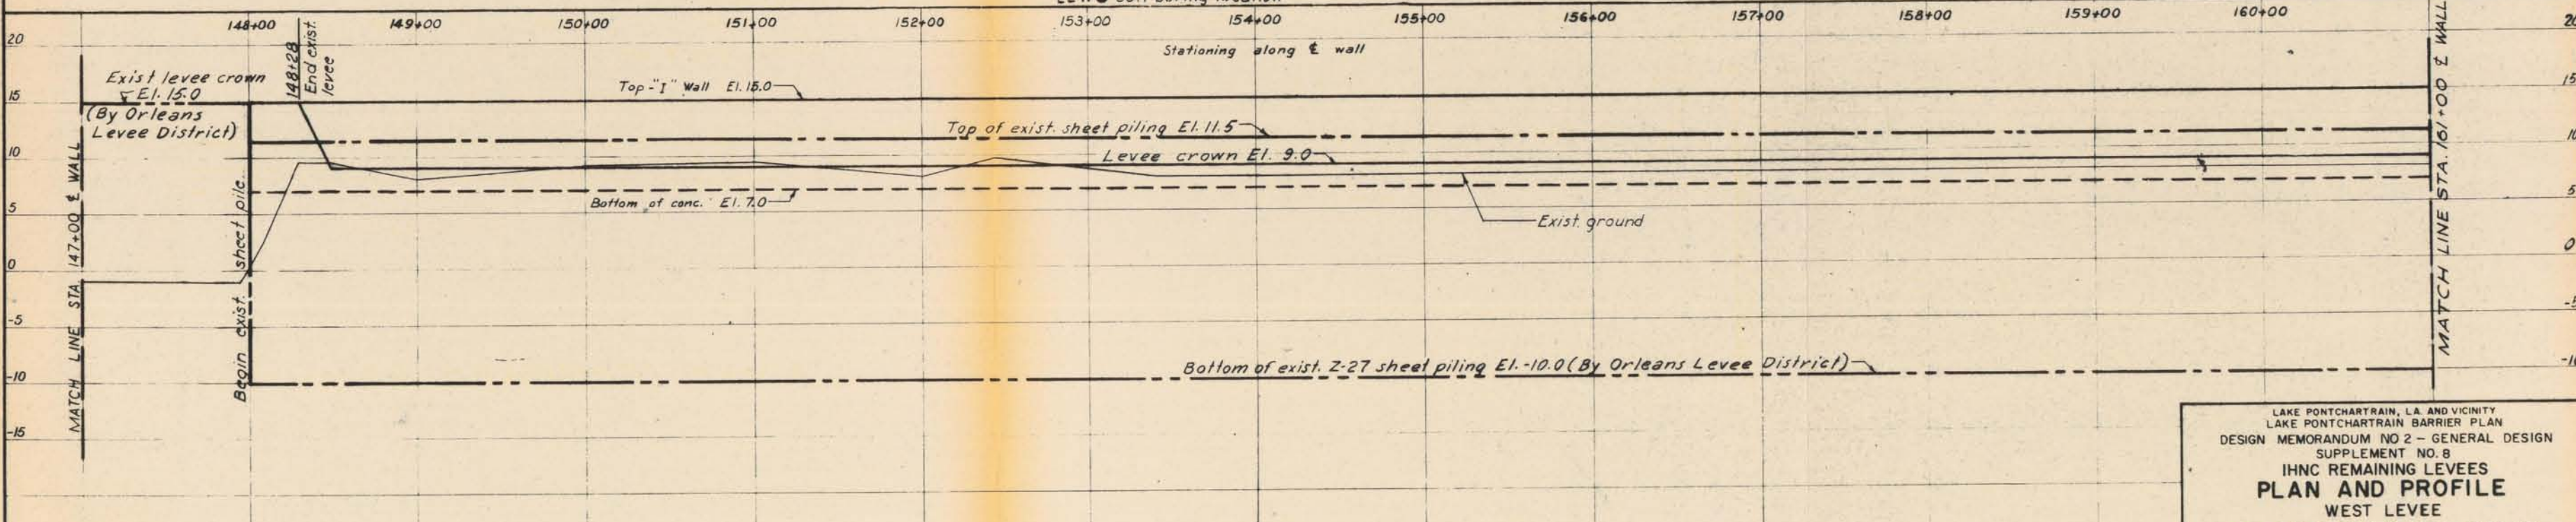 148+00 149+00 150+00 151+00 152+00 153+00 154+00 155+00 156+00 157+00 158+00 159+00 160+00
Stationing along ℄ wall
148+28
End exist.
levee
20
15
10
5
0
-5
-10
-15
Exist levee crown
El. 15.0
(By Orleans
Levee District)
MATCH LINE STA. 147+00 ℄ WALL
Begin exist. sheet pile
Top-"I" Wall El. 15.0
Top of exist. sheet piling El. 11.5
Levee crown El. 9.0
Bottom of conc. El. 7.0
Exist. ground
Bottom of exist. Z-27 sheet piling El. -10.0 (By Orleans Levee District)
MATCH LINE STA. 161+00 ℄ WALL
LAKE PONTCHARTRAIN, LA. AND VICINITY
LAKE PONTCHARTRAIN BARRIER PLAN
DESIGN MEMORANDUM NO 2 - GENERAL DESIGN
SUPPLEMENT NO. 8
IHNC REMAINING LEVEES
PLAN AND PROFILE
WEST LEVEE